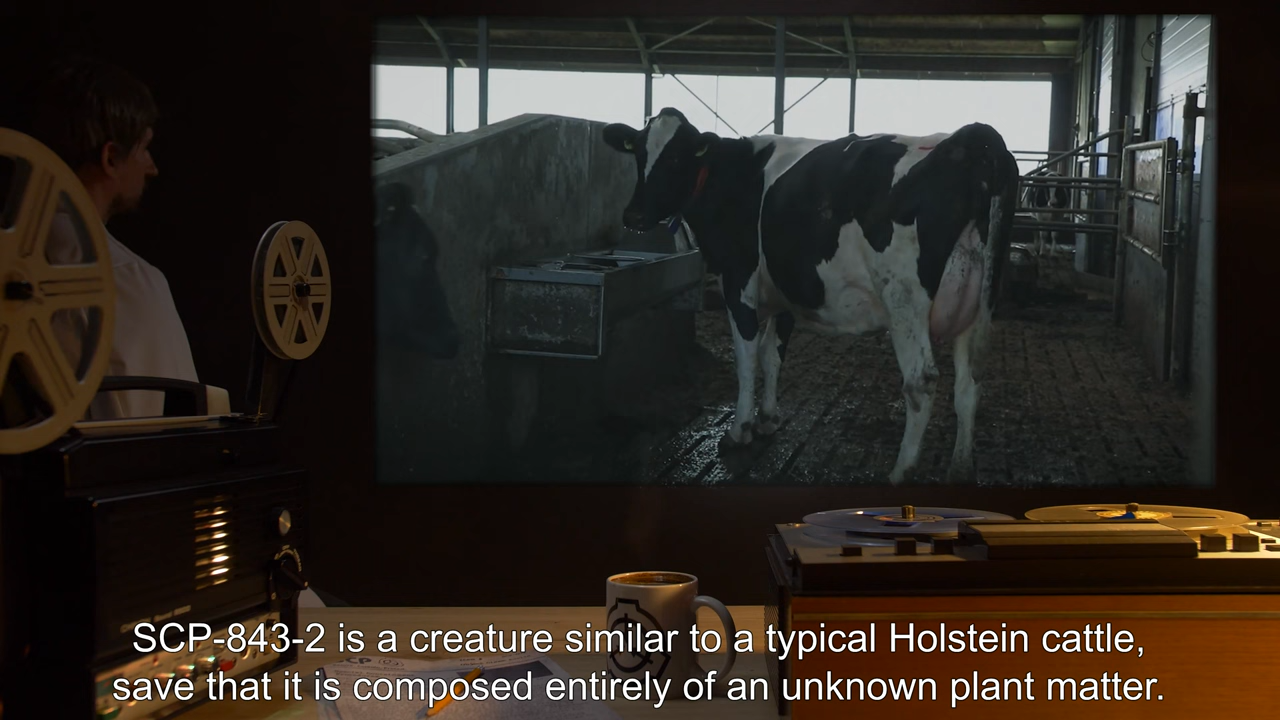 SCP
SCP-843-2 is a creature similar to a typical Holstein cattle,
save that it is composed entirely of an unknown plant matter.